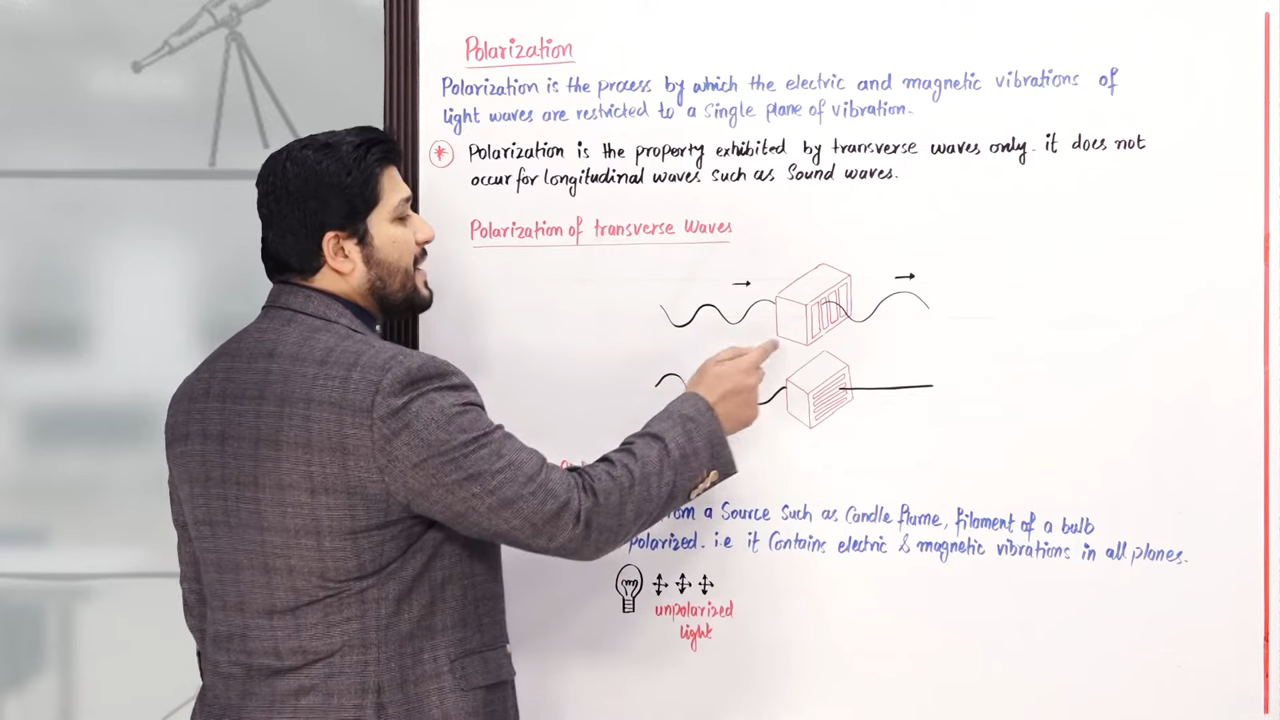 Polarization
Polarization is the process by which the electric and magnetic vibrations of
light waves are restricted to a single plane of vibration.
* Polarization is the property exhibited by transverse waves only. it does not
occur for longitudinal waves such as Sound waves.
Polarization of transverse Waves
from a Source Such as Candle flame, filament of a bulb
polarized. i.e it Contains electric & magnetic vibrations in all planes.
unpolarized
light